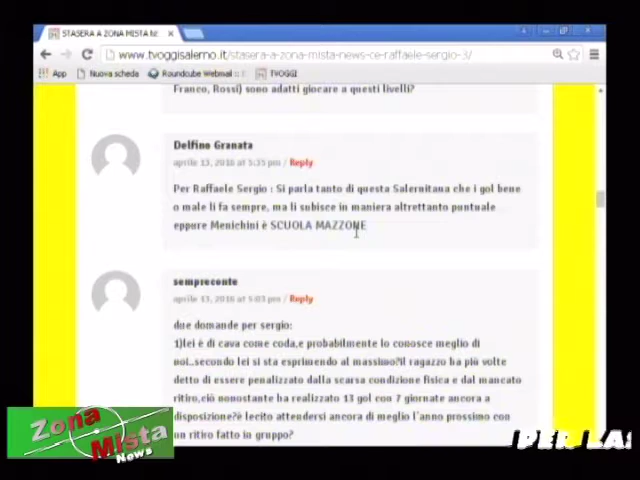 STASERA A ZONA MISTA NE
www.tvoggisalerno.it/stasera-a-zona-mista-news-ce-raffaele-sergio-3/
App Nuova scheda Roundcube Webmail :: TVOGGI
Franco, Rossi) sono adatti giocare a questi livelli?
Delfino Granata
aprile 13, 2016 at 5:35 pm / Reply
Per Raffaele Sergio : Si parla tanto di questa Salernitana che i gol bene
o male li fa sempre, ma li subisce in maniera altrettanto puntuale
eppure Menichini è SCUOLA MAZZONE
sempreconte
aprile 13, 2016 at 5:03 pm / Reply
due domande per sergio:
1)lei è di cava come coda,e probabilmente lo conosce meglio di
noi..secondo lei si sta esprimendo al massimo?il ragazzo ha più volte
detto di essere penalizzato dalla scarsa condizione fisica e dal mancato
ritiro,ciò nonostante ha realizzato 13 gol con 7 giornate ancora a
disposizione?è lecito attendersi ancora di meglio l'anno prossimo con
un ritiro fatto in gruppo?
Zona
Mista
News
PER LA